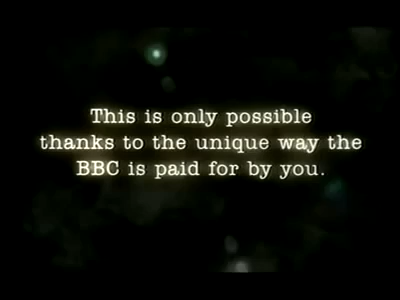 This is only possible
thanks to the unique way the
BBC is paid for by you.